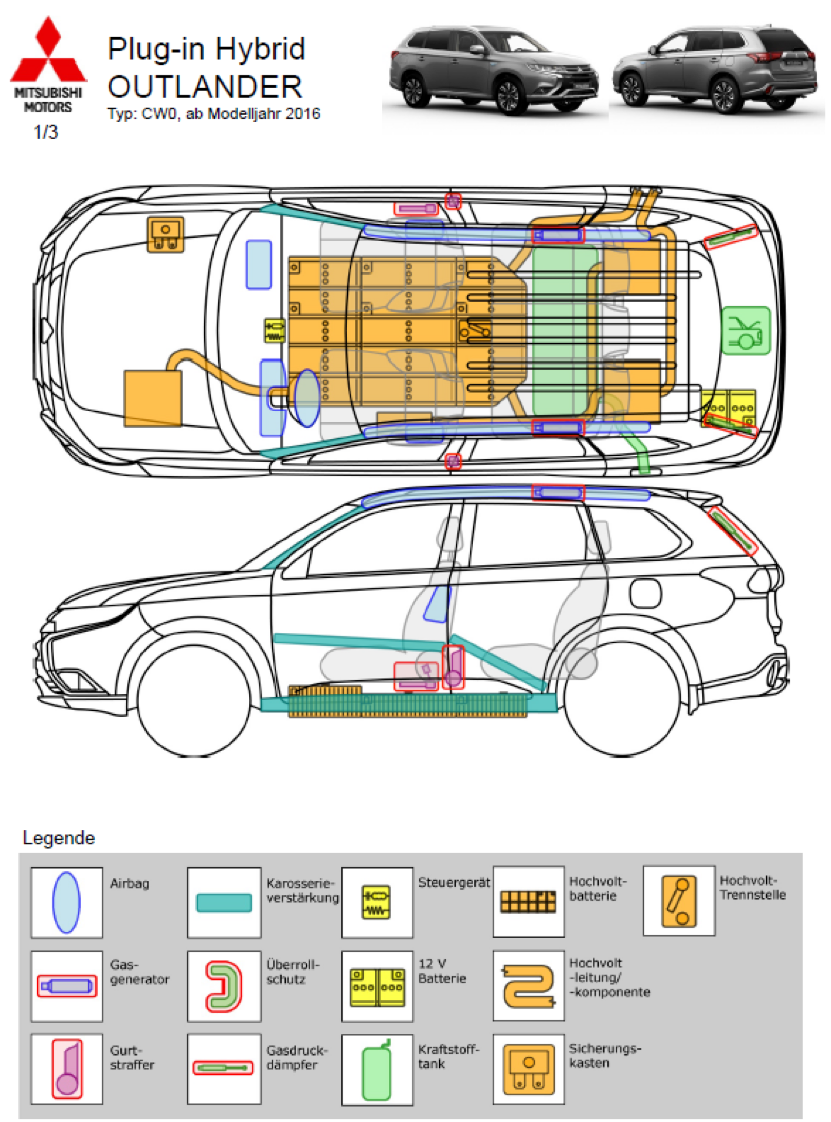 MITSUBISHI
MOTORS
1/3
Plug-in Hybrid
OUTLANDER
Typ: CW0, ab Modelljahr 2016
Legende
Airbag
Karosserie-
verstärkung
Steuergerät
Hochvolt-
batterie
Hochvolt-
Trennstelle
Gas-
generator
Überroll-
schutz
12 V
Batterie
Hochvolt
-leitung/
-komponente
Gurt-
straffer
Gasdruck-
dämpfer
Kraftstoff-
tank
Sicherungs-
kasten